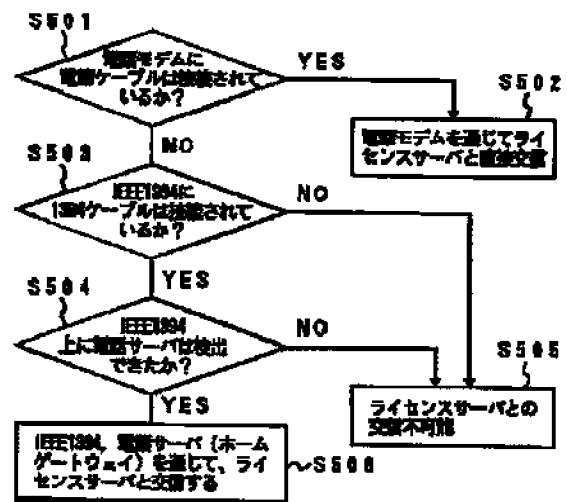 S501
電話モデムに
電話ケーブルは接続されて
いるか？
YES
S502
電話モデムを通じてライ
センスサーバと直接交信
NO
S503
IEEE1394に
1394ケーブルは接続されて
いるか？
NO
YES
S504
IEEE1394
上に電話サーバは検出
できたか？
NO
S505
ライセンスサーバとの
交信不可能
YES
IEEE1394，電話サーバ（ホーム
ゲートウェイ）を通じて、ライ
センスサーバと交信する
S506